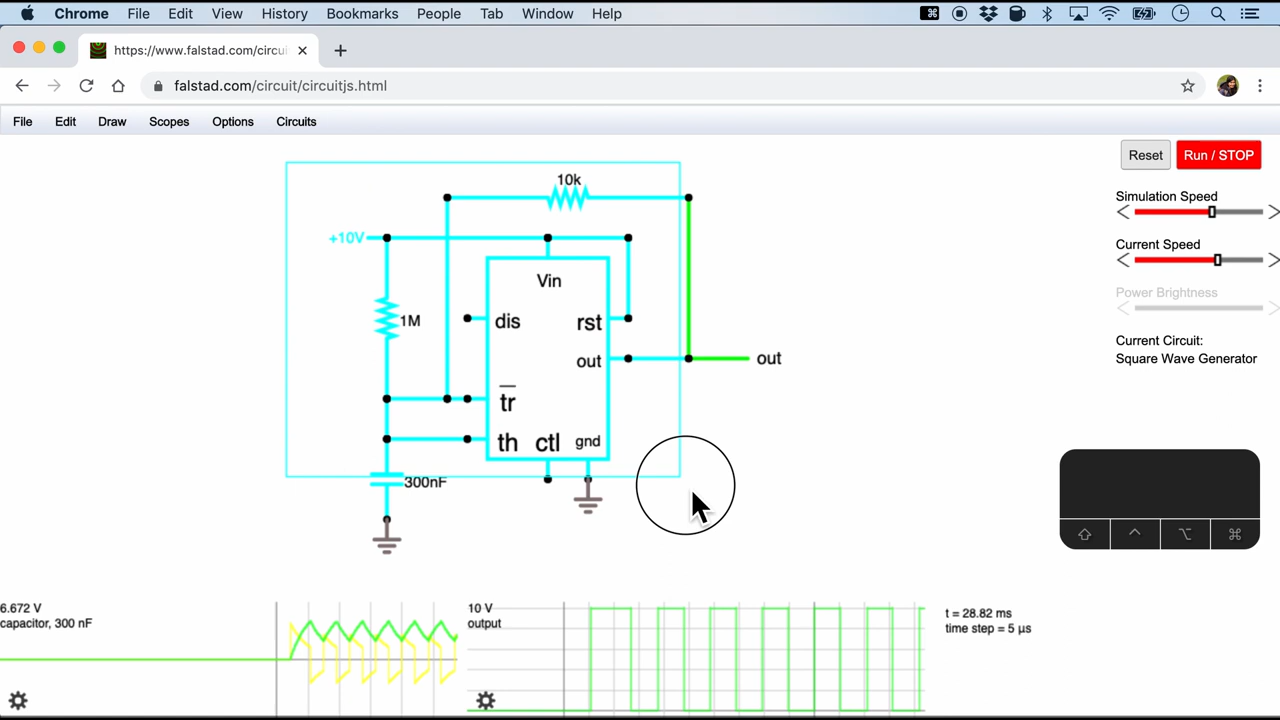 Chrome File Edit View History Bookmarks People Tab Window Help
https://www.falstad.com/circui
falstad.com/circuit/circuitjs.html
File Edit Draw Scopes Options Circuits
Reset Run / STOP
Simulation Speed
Current Speed
Power Brightness
Current Circuit:
Square Wave Generator
10k
+10V
Vin
1M
dis rst
out out
tr
th ctl gnd
300nF
6.672 V
capacitor, 300 nF
10 V
output
t = 28.82 ms
time step = 5 μs